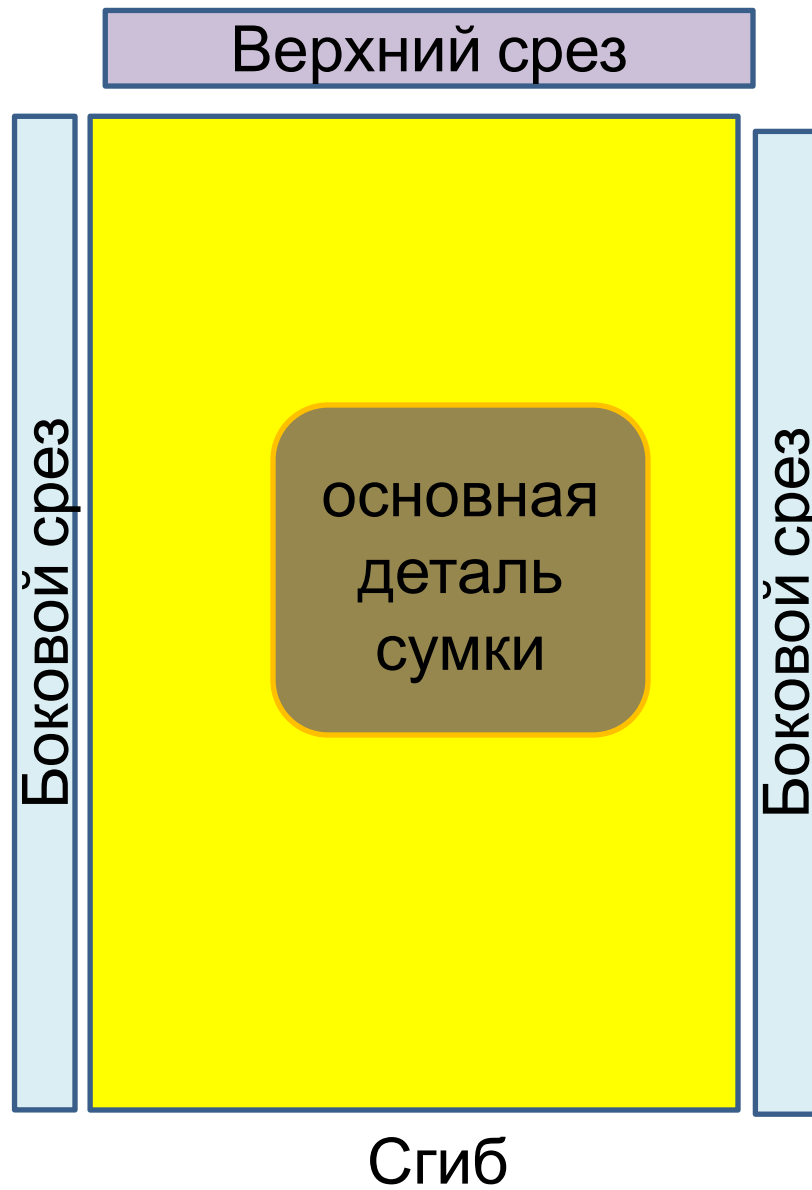 Верхний срез
Боковой срез
основная
деталь
сумки
Боковой срез
Сгиб